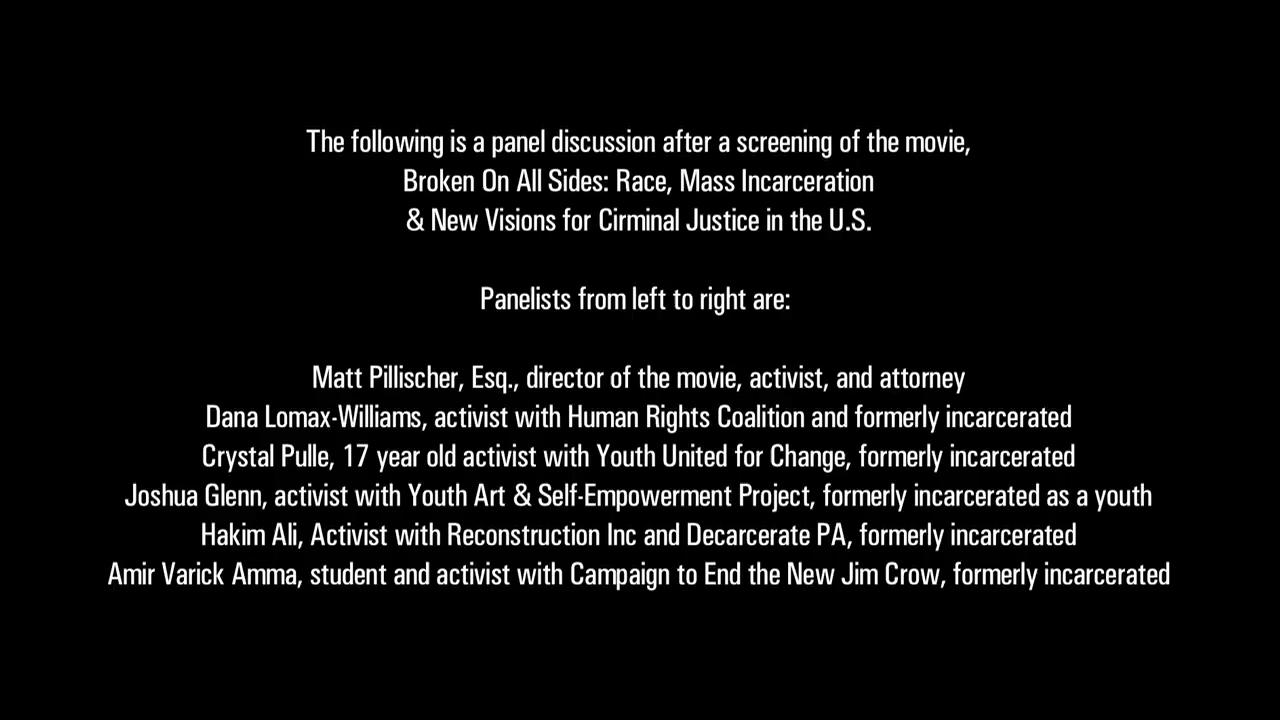 The following is a panel discussion after a screening of the movie,
Broken On All Sides: Race, Mass Incarceration
& New Visions for Cirminal Justice in the U.S.
Panelists from left to right are:
Matt Pillischer, Esq., director of the movie, activist, and attorney
Dana Lomax-Williams, activist with Human Rights Coalition and formerly incarcerated
Crystal Pulle, 17 year old activist with Youth United for Change, formerly incarcerated
Joshua Glenn, activist with Youth Art & Self-Empowerment Project, formerly incarcerated as a youth
Hakim Ali, Activist with Reconstruction Inc and Decarcerate PA, formerly incarcerated
Amir Varick Amma, student and activist with Campaign to End the New Jim Crow, formerly incarcerated